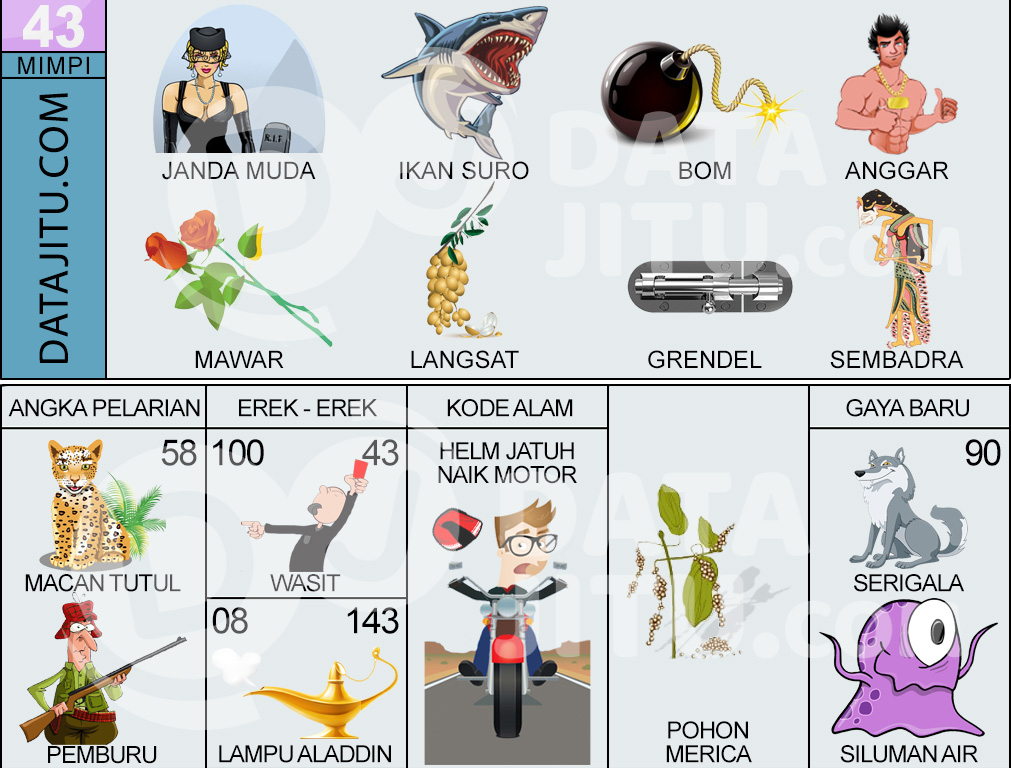 43
MIMPI
DATAJITU.COM
JANDA MUDA
IKAN SURO
BOM
ANGGAR
R.I.P
MAWAR
LANGSAT
GRENDEL
SEMBADRA
DATA
JITU.COM
ANGKA PELARIAN
EREK - EREK
KODE ALAM
GAYA BARU
58
MACAN TUTUL
PEMBURU
100
43
WASIT
08
143
LAMPU ALADDIN
HELM JATUH
NAIK MOTOR
POHON
MERICA
90
SERIGALA
SILUMAN AIR
DATA
JITU.COM